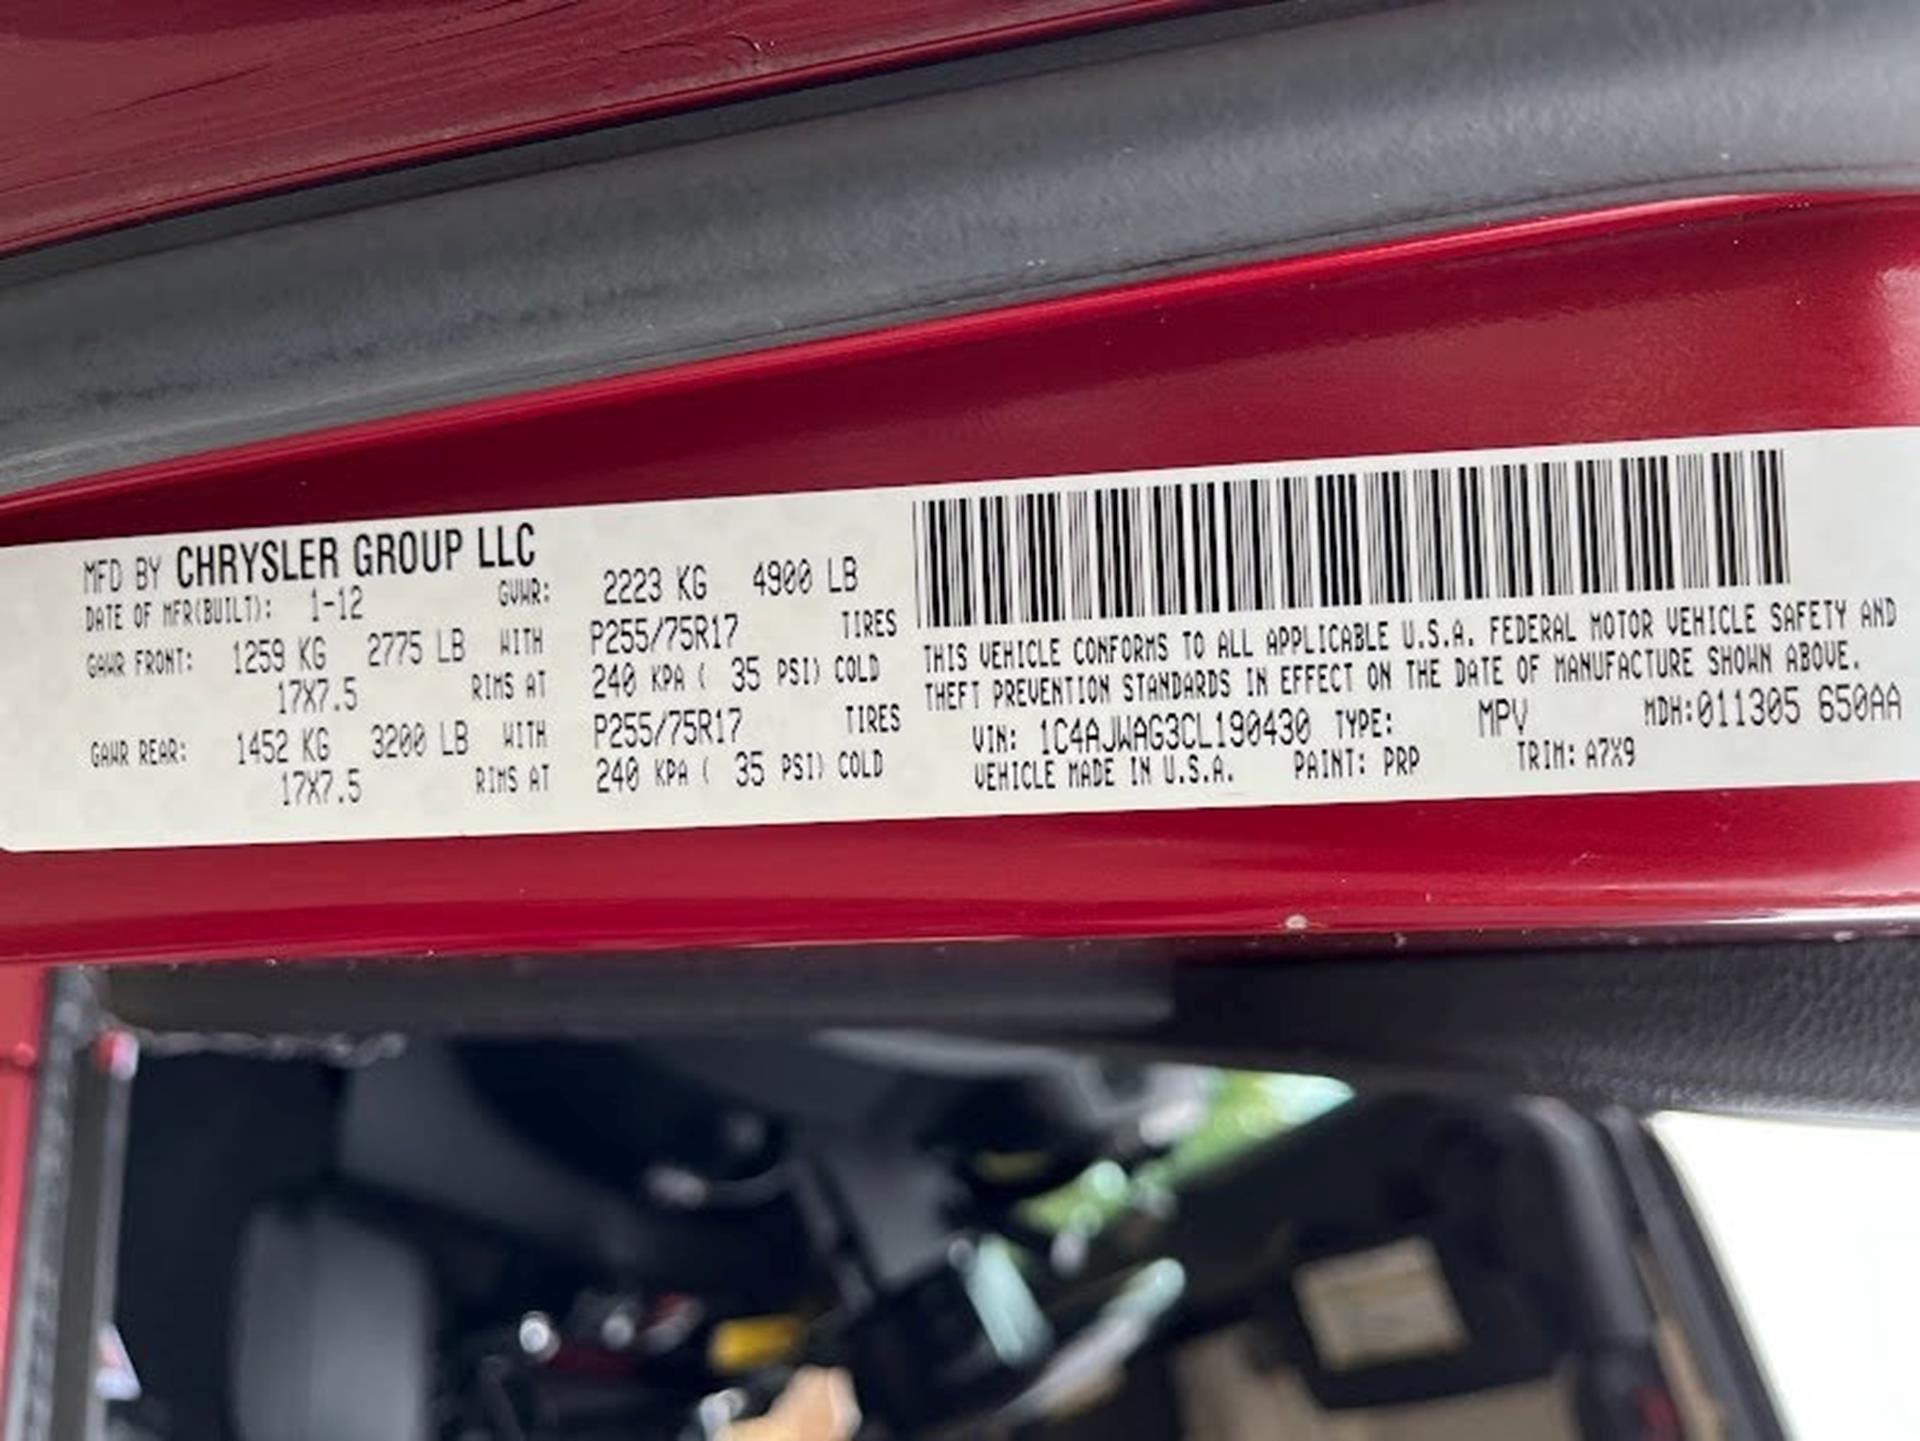 MFD BY CHRYSLER GROUP LLC
DATE OF MFR(BUILT): 1-12 GVWR: 2223 KG 4900 LB
GAWR FRONT: 1259 KG 2775 LB WITH P255/75R17 TIRES
17X7.5 RIMS AT 240 KPA ( 35 PSI) COLD
GAWR REAR: 1452 KG 3200 LB WITH P255/75R17 TIRES
17X7.5 RIMS AT 240 KPA ( 35 PSI) COLD
THIS VEHICLE CONFORMS TO ALL APPLICABLE U.S.A. FEDERAL MOTOR VEHICLE SAFETY AND
THEFT PREVENTION STANDARDS IN EFFECT ON THE DATE OF MANUFACTURE SHOWN ABOVE.
VIN: 1C4AJWAG3CL190430 TYPE: MPV MDH:011305 650AA
VEHICLE MADE IN U.S.A. PAINT: PRP TRIM: A7X9